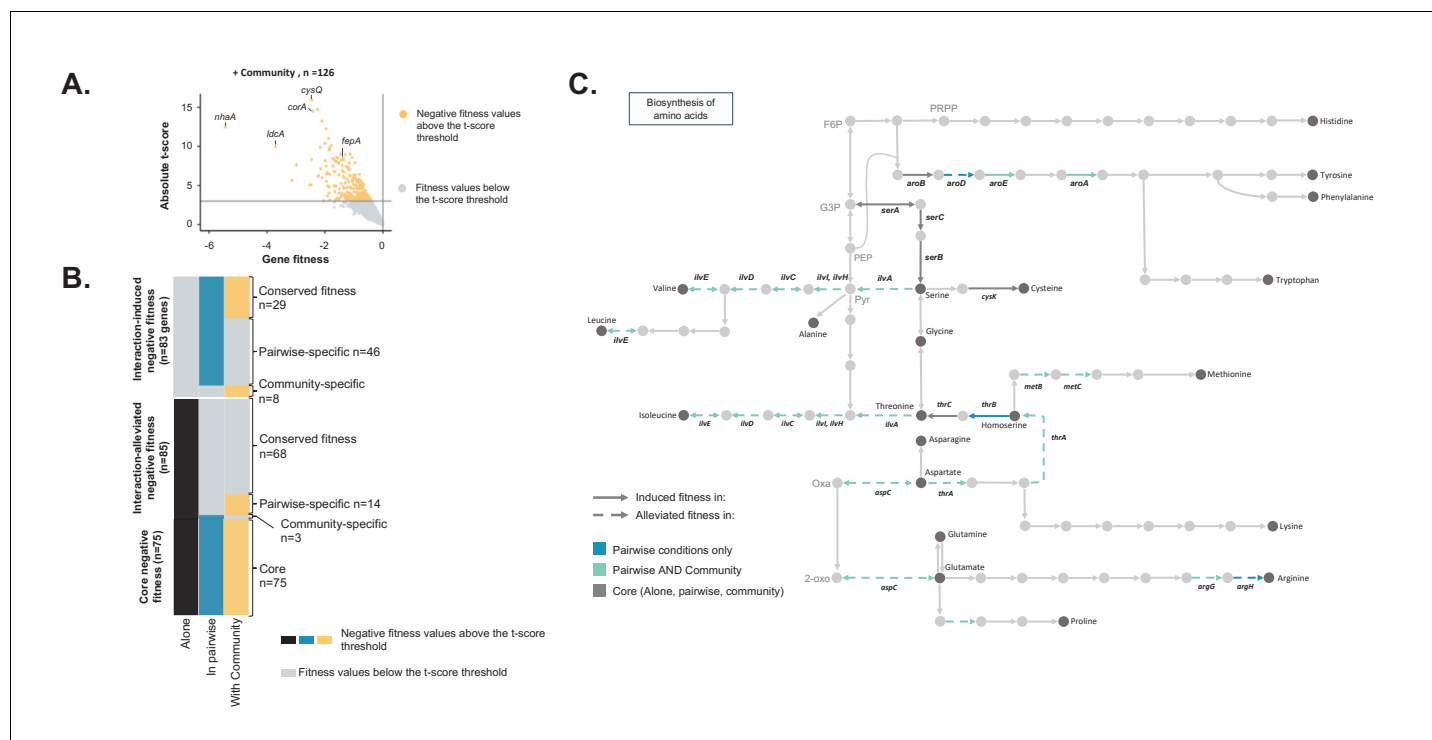 A.
+ Community , n =126
Absolute t-score
15
10
5
0
cysQ
corA
nhaA
ldcA
fepA
-6
-4
-2
0
Gene fitness
Negative fitness values
above the t-score
threshold
Fitness values below
the t-score threshold
B.
Interaction-induced
negative fitness
(n=83 genes)
Interaction-alleviated
negative fitness
(n=85)
Core negative
fitness (n=75)
Conserved fitness
n=29
Pairwise-specific n=46
Community-specific
n=8
Conserved fitness
n=68
Pairwise-specific n=14
Community-specific
n=3
Core
n=75
Alone
In pairwise
With Community
Negative fitness values above the t-score
threshold
Fitness values below the t-score threshold
C.
Biosynthesis of
amino acids
PRPP
F6P
Histidine
aroB
aroD
aroE
aroA
Tyrosine
Phenylalanine
G3P
serA
serC
serB
PEP
Tryptophan
ilvE
ilvD
ilvC
ilvI, ilvH
ilvA
Valine
Pyr
Serine
cysK
Cysteine
Leucine
ilvE
Alanine
Glycine
metB
metC
Methionine
Isoleucine
ilvE
ilvD
ilvC
ilvI, ilvH
ilvA
Threonine
thrC
thrB
Homoserine
thrA
Asparagine
Aspartate
Oxa
aspC
thrA
Lysine
Glutamine
Glutamate
2-oxo
aspC
argG
argH
Arginine
Proline
Induced fitness in:
Alleviated fitness in:
Pairwise conditions only
Pairwise AND Community
Core (Alone, pairwise, community)